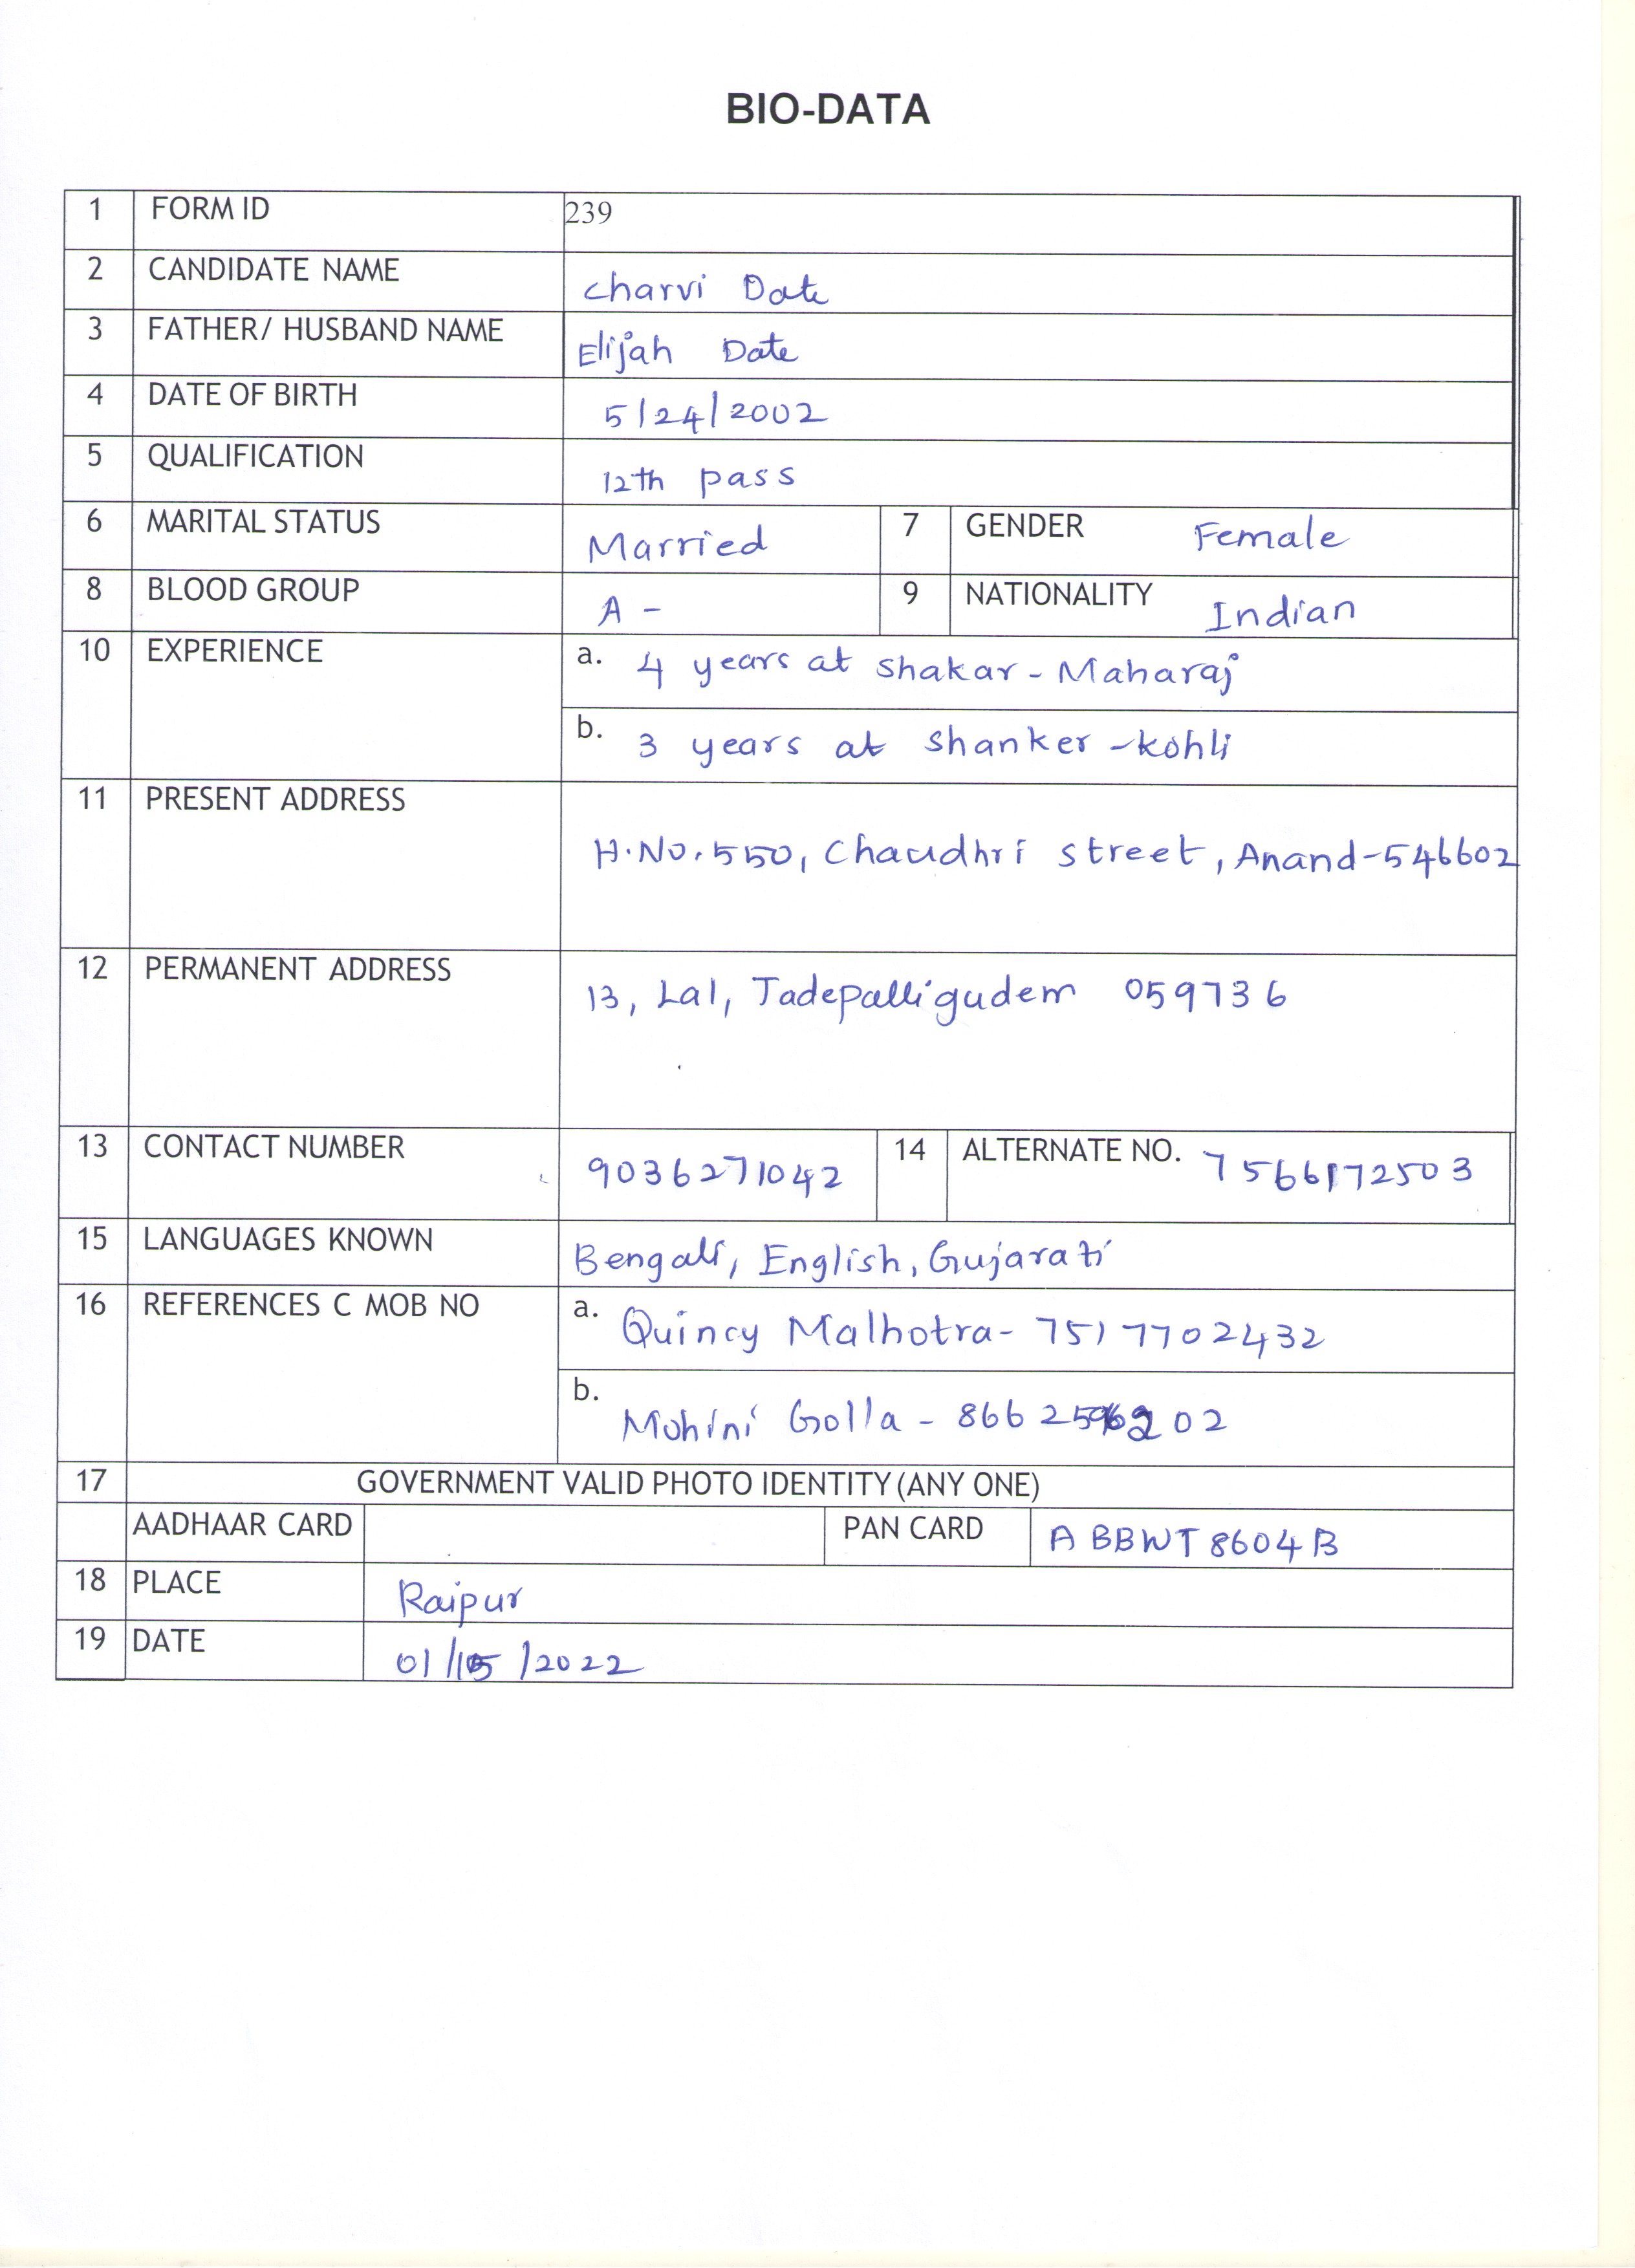 BIO-DATA
1 FORM ID 239
2 CANDIDATE NAME Charvi Date
3 FATHER/ HUSBAND NAME Elijah Date
4 DATE OF BIRTH 5/24/2002
5 QUALIFICATION 12th pass
6 MARITAL STATUS Married 7 GENDER Female
8 BLOOD GROUP A - 9 NATIONALITY Indian
10 EXPERIENCE a. 4 years at Shakar - Maharaj
b. 3 years at Shanker - Kohli
11 PRESENT ADDRESS
H.No.550, Chaudhri street, Anand-546602
12 PERMANENT ADDRESS 13, Lal, Tadepalligudem 059736
13 CONTACT NUMBER 9036271042 14 ALTERNATE NO. 7566172503
15 LANGUAGES KNOWN Bengali, English, Gujarati
16 REFERENCES C MOB NO a. Quincy Malhotra - 7517702432
b. Mohini Golla -
17 GOVERNMENT VALID PHOTO IDENTITY (ANY ONE)
AADHAAR CARD PAN CARD ABBWT8604B
18 PLACE Raipur
19 DATE 01/15/2022